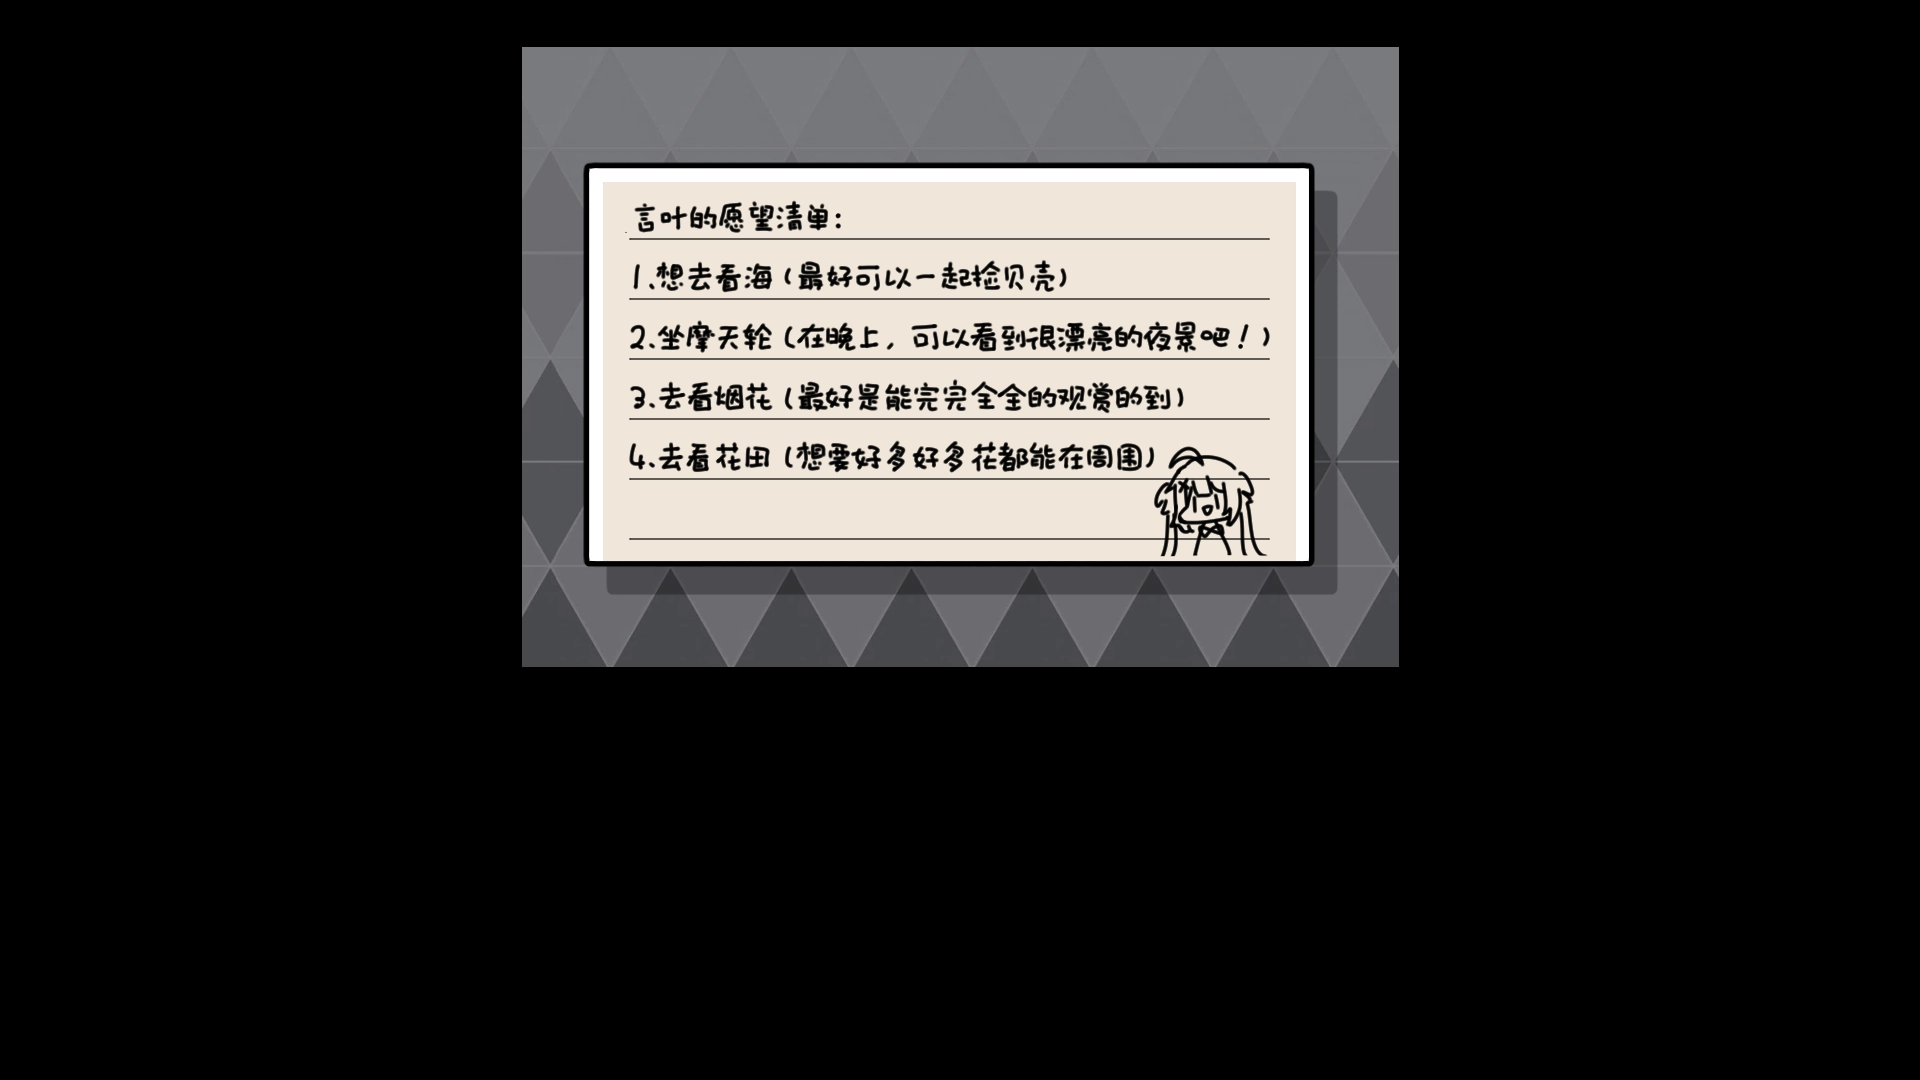 言叶的愿望清单：
1.想去看海（最好可以一起捡贝壳）
2.坐摩天轮（在晚上，可以看到很漂亮的夜景吧！）
3.去看烟花（最好是能完完全全的观赏的到）
4.去看花田（想要好多好多花都能在周围）